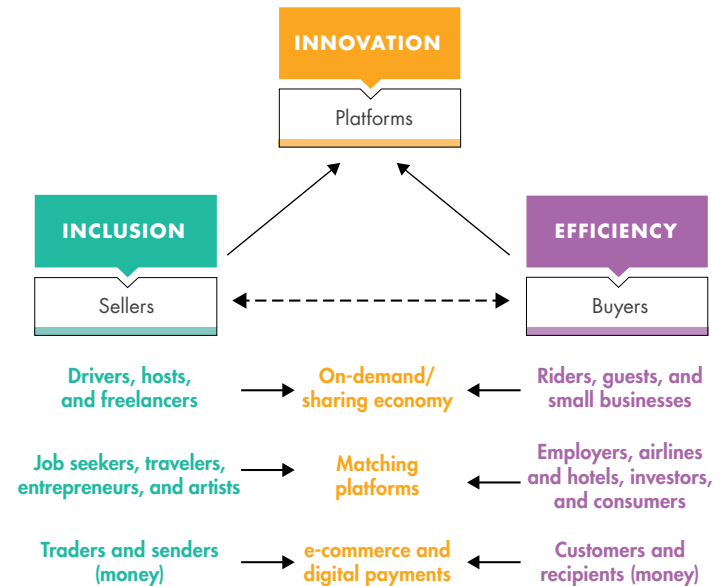 INNOVATION
Platforms
INCLUSION
Sellers
EFFICIENCY
Buyers
Drivers, hosts,
and freelancers
On-demand/
sharing economy
Riders, guests, and
small businesses
Job seekers, travelers,
entrepreneurs, and artists
Matching
platforms
Employers, airlines
and hotels, investors,
and consumers
Traders and senders
(money)
e-commerce and
digital payments
Customers and
recipients (money)